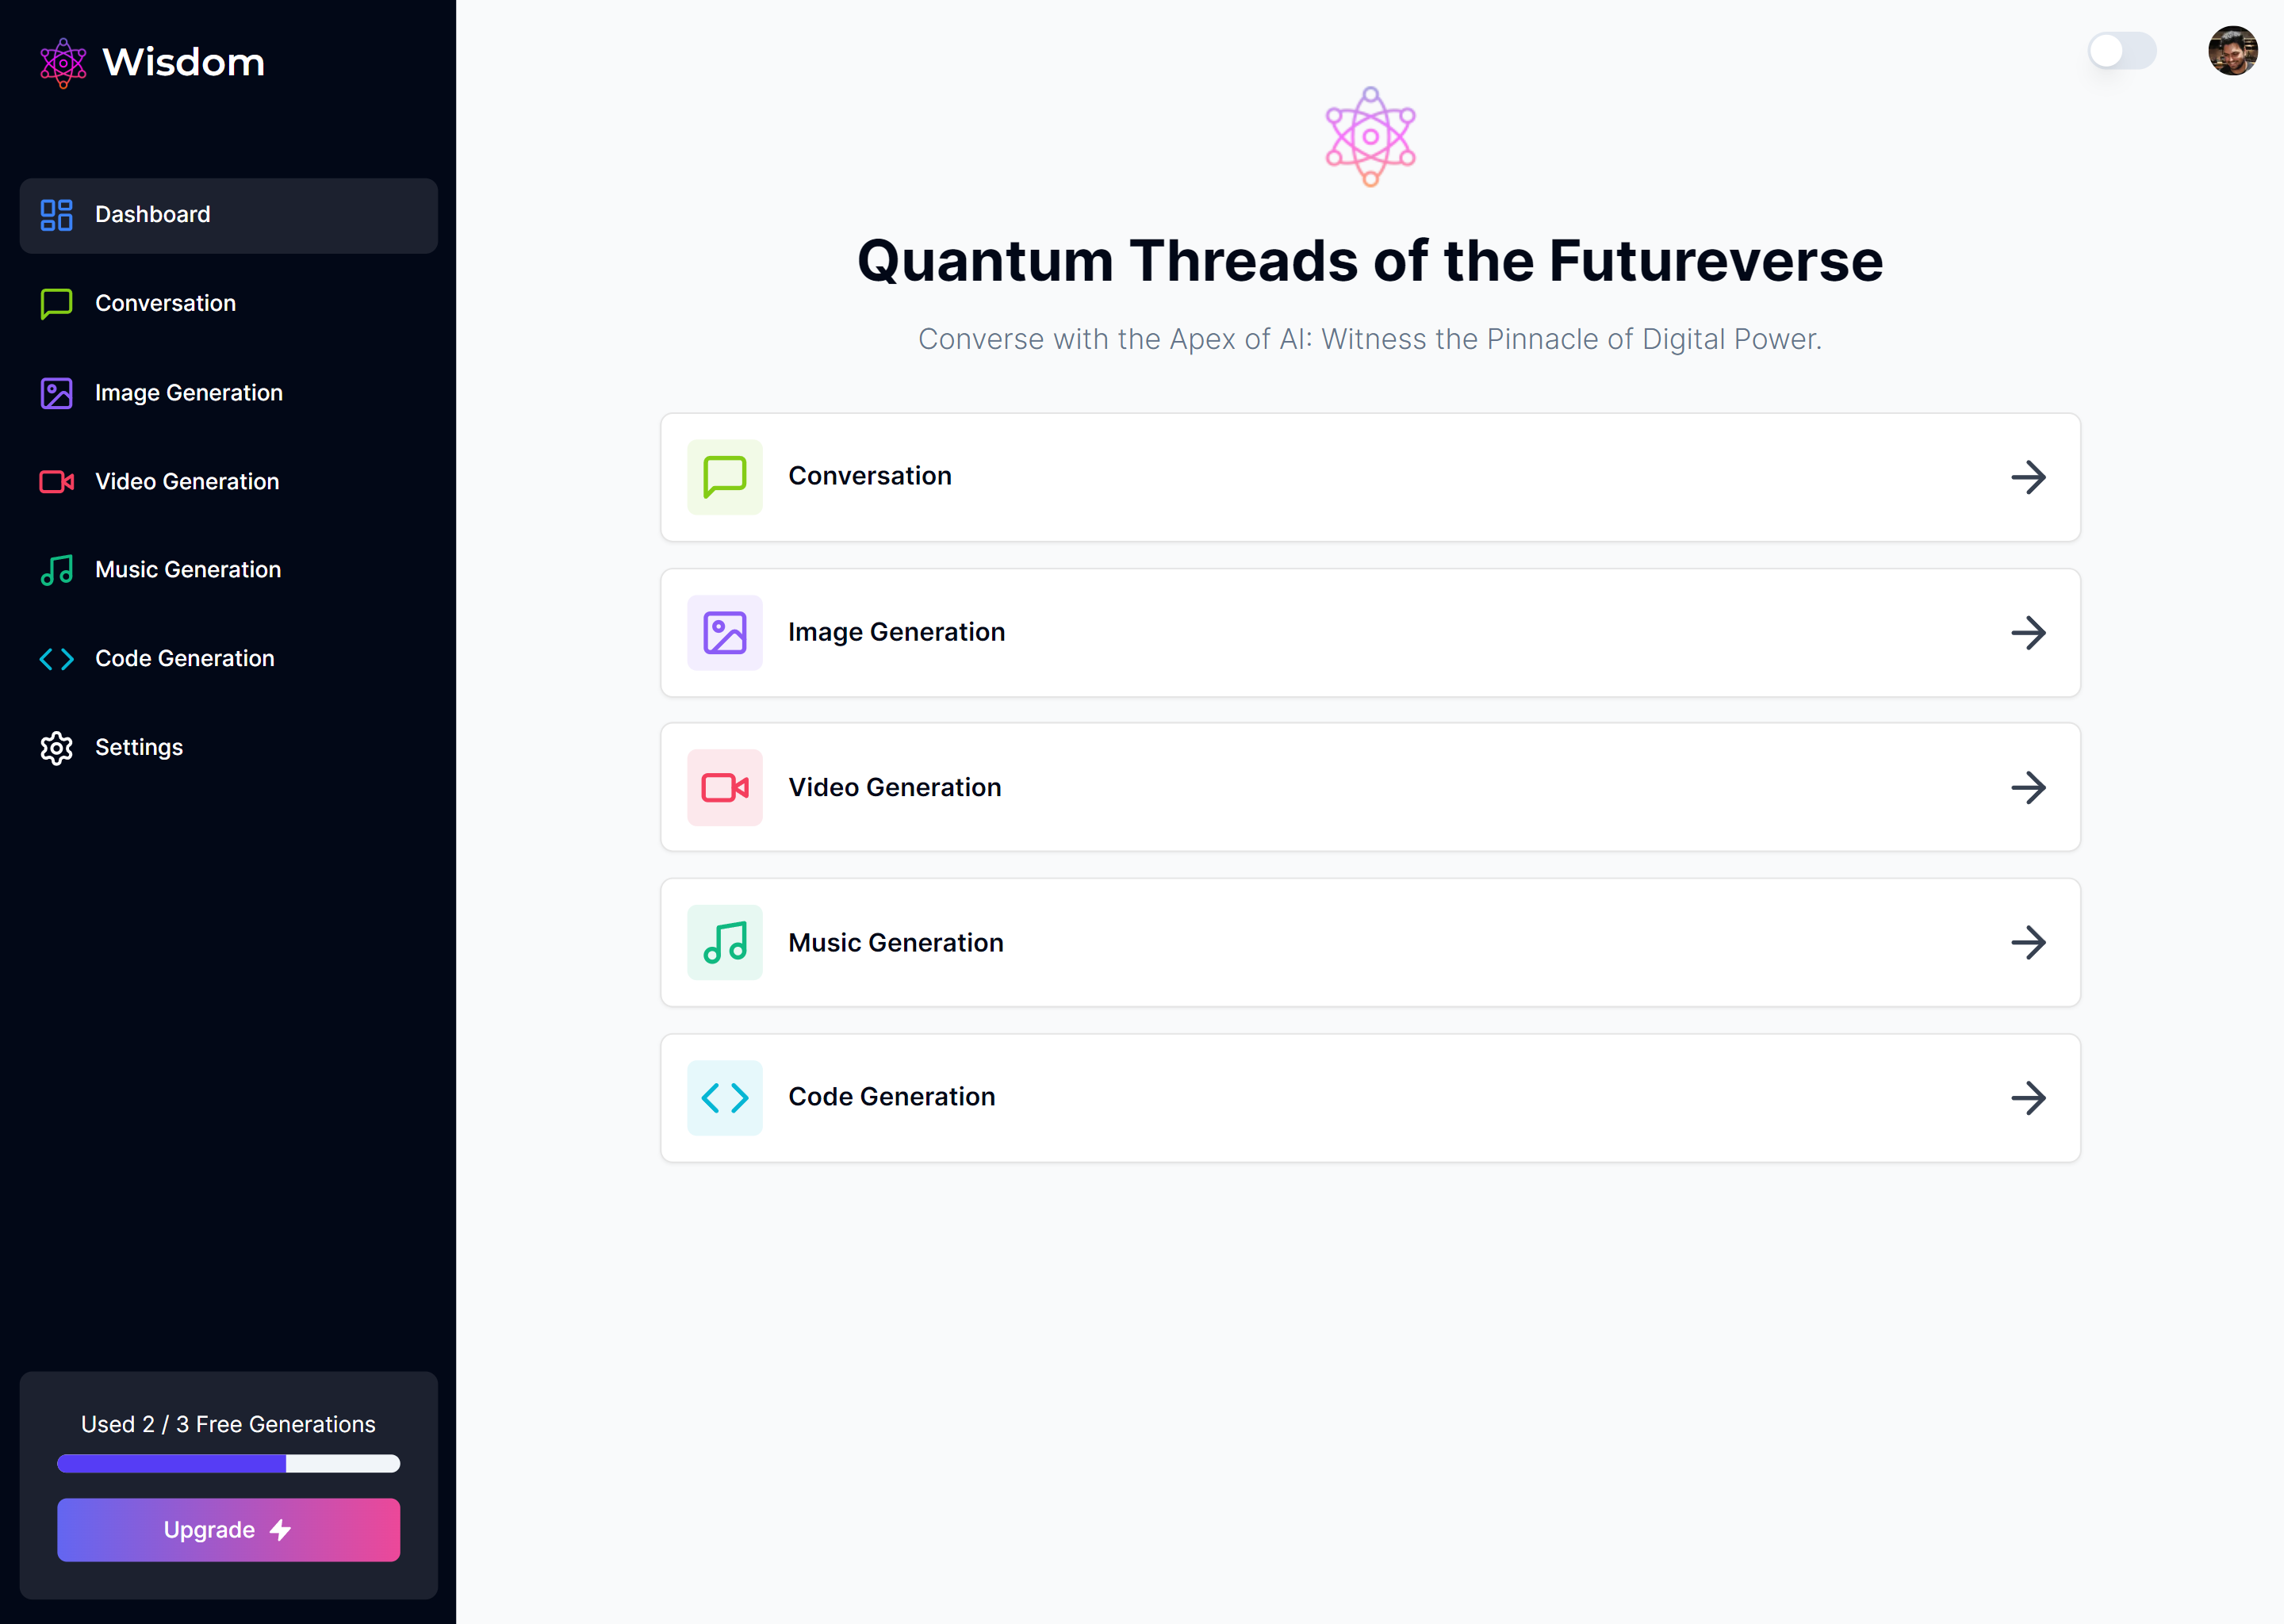 Wisdom
Dashboard
Conversation
Image Generation
Video Generation
Music Generation
Code Generation
Settings
Used 2 / 3 Free Generations
Upgrade
Quantum Threads of the Futureverse
Converse with the Apex of AI: Witness the Pinnacle of Digital Power.
Conversation
Image Generation
Video Generation
Music Generation
Code Generation